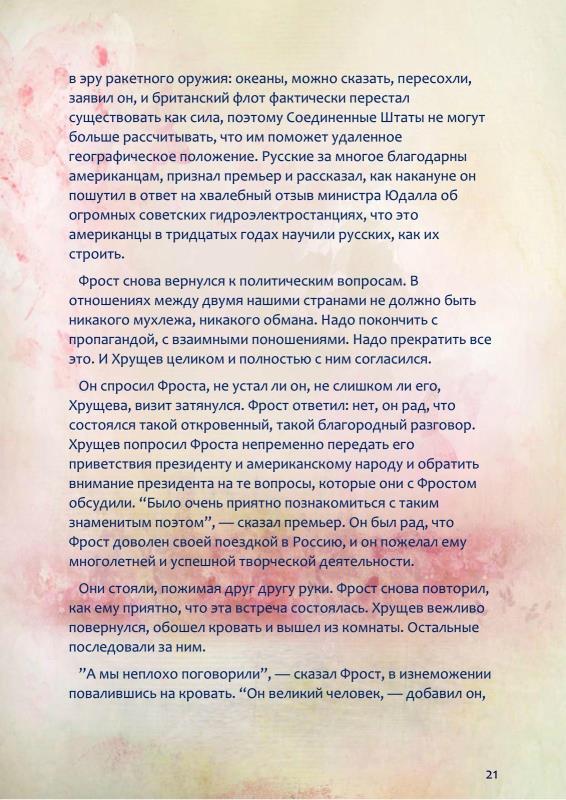 в эру ракетного оружия: океаны, можно сказать, пересохли,
заявил он, и британский флот фактически перестал
существовать как сила, поэтому Соединенные Штаты не могут
больше рассчитывать, что им поможет удаленное
географическое положение. Русские за многое благодарны
американцам, признал премьер и рассказал, как накануне он
пошутил в ответ на хвалебный отзыв министра Юдалла об
огромных советских гидроэлектростанциях, что это
американцы в тридцатых годах научили русских, как их
строить.
Фрост снова вернулся к политическим вопросам. В
отношениях между двумя нашими странами не должно быть
никакого мухлежа, никакого обмана. Надо покончить с
пропагандой, с взаимными поношениями. Надо прекратить все
это. И Хрущев целиком и полностью с ним согласился.
Он спросил Фроста, не устал ли он, не слишком ли его,
Хрущева, визит затянулся. Фрост ответил: нет, он рад, что
состоялся такой откровенный, такой благородный разговор.
Хрущев попросил Фроста непременно передать его
приветствия президенту и американскому народу и обратить
внимание президента на те вопросы, которые они с Фростом
обсудили. “Было очень приятно познакомиться с таким
знаменитым поэтом”, — сказал премьер. Он был рад, что
Фрост доволен своей поездкой в Россию, и он пожелал ему
многолетней и успешной творческой деятельности.
Они стояли, пожимая друг другу руки. Фрост снова повторил,
как ему приятно, что эта встреча состоялась. Хрущев вежливо
повернулся, обошел кровать и вышел из комнаты. Остальные
последовали за ним.
”А мы неплохо поговорили”, — сказал Фрост, в изнеможении
повалившись на кровать. “Он великий человек, — добавил он,
21